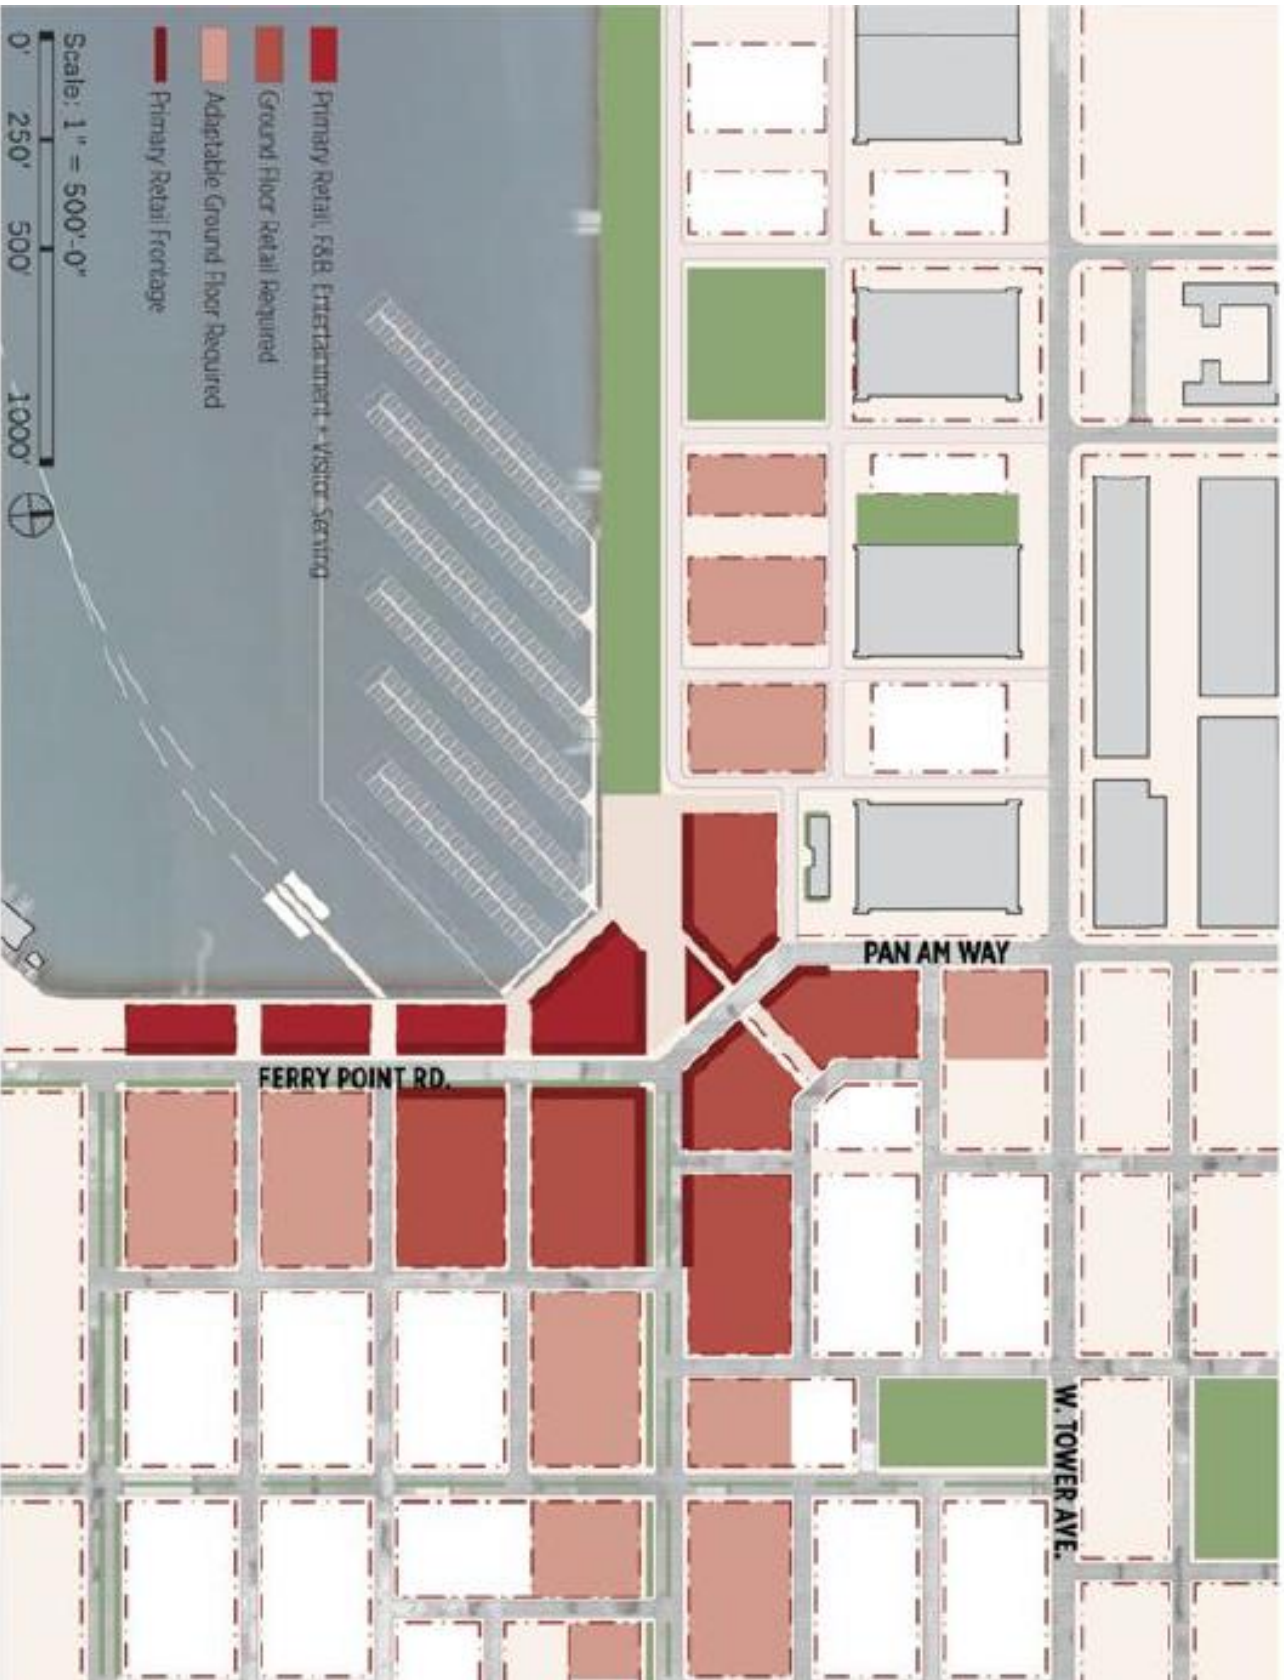 Primary Retail, F&B, Entertainment + Visitor Serving
Ground Floor Retail Required
Adaptable Ground Floor Required
Primary Retail Frontage
Scale: 1" = 500'-0"
0' 250' 500' 1000'
PAN AM WAY
FERRY POINT RD.
W. TOWER AVE.